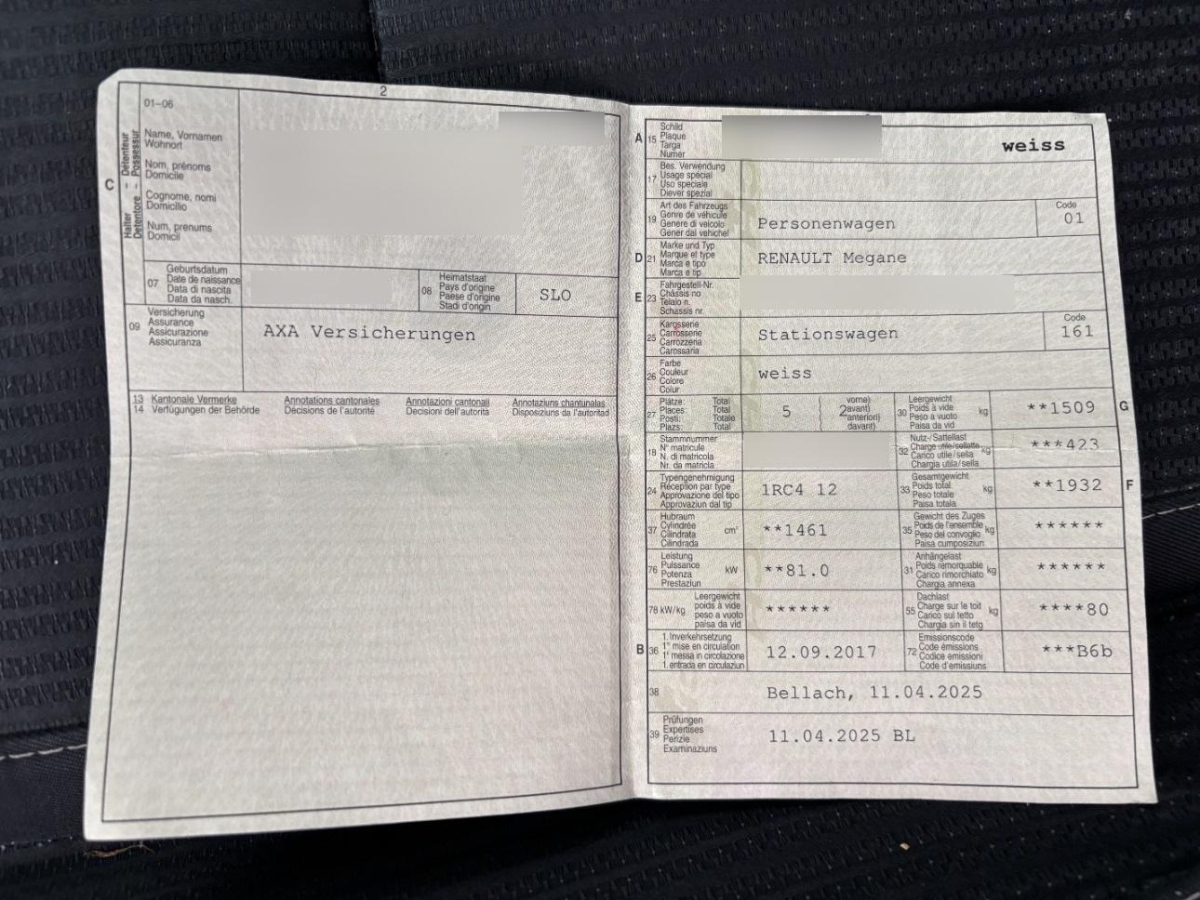 2
01-06
C
Halter - Détenteur
Detentore - Possessur
Name, Vornamen
Wohnort
Nom, prénoms
Domicile
Cognome, nomi
Domicilio
Num, prenums
Domicil
07
Geburtsdatum
Date de naissance
Data di nascita
Data da nasch.
08
Heimatstaat
Pays d'origine
Paese d'origine
Stadi d'origin
SLO
09
Versicherung
Assurance
Assicurazione
Assicuranza
AXA Versicherungen
13 Kantonale Vermerke Annotations cantonales Annotazioni cantonali Annotaziuns chantunalas
14 Verfügungen der Behörde Décisions de l'autorité Decisioni dell'autorità Disposiziuns da l'autoritad
A 15
Schild
Plaque
Targa
Numer
weiss
17
Bes. Verwendung
Usage spécial
Uso speciale
Diever spezial
19
Art des Fahrzeugs
Genre de véhicule
Genere di veicolo
Gener dal vehichel
Personenwagen
Code
01
D 21
Marke und Typ
Marque et type
Marca e tipo
Marca e tip
RENAULT Megane
E 23
Fahrgestell-Nr.
Châssis no
Telaio n.
Schassis nr.
25
Karosserie
Carrosserie
Carrozzeria
Carossaria
Stationswagen
Code
161
26
Farbe
Couleur
Colore
Colur
weiss
27
Plätze: Total
Places: Total
Posti: Totale
Plazs: Total
5
2
vorne)
avant)
anteriori)
davant)
30
Leergewicht
Poids à vide
Peso a vuoto
Paisa da vid
kg
**1509
G
18
Stammnummer
N° matricule
N. di matricola
Nr. da matricla
32
Nutz-/Sattellast
Charge utile/sellette
Carico utile/sella
Chargia utila/sella
kg
***423
24
Typengenehmigung
Réception par type
Approvazione del tipo
Approvaziun dal tip
1RC4 12
33
Gesamtgewicht
Poids total
Peso totale
Paisa totala
kg
**1932
F
37
Hubraum
Cylindrée
Cilindrata
Cilindrada
cm³
**1461
35
Gewicht des Zuges
Poids de l'ensemble
Peso del convoglio
Paisa cumposiziun
kg
******
76
Leistung
Puissance
Potenza
Prestaziun
kW
**81.0
31
Anhängelast
Poids remorquable
Carico rimorchiato
Chargia annexa
kg
******
78 kW/kg
Leergewicht
poids à vide
peso a vuoto
paisa da vid
******
55
Dachlast
Charge sur le toit
Carico sul tetto
Chargia sin il tetg
kg
****80
B 36
1. Inverkehrsetzung
1re mise en circulation
1a messa in circolazione
1. entrada en circulaziun
12.09.2017
72
Emissionscode
Code émissions
Codice emissioni
Code d'emissiuns
***B6b
38
Bellach, 11.04.2025
39
Prüfungen
Expertises
Perizie
Examinaziuns
11.04.2025 BL